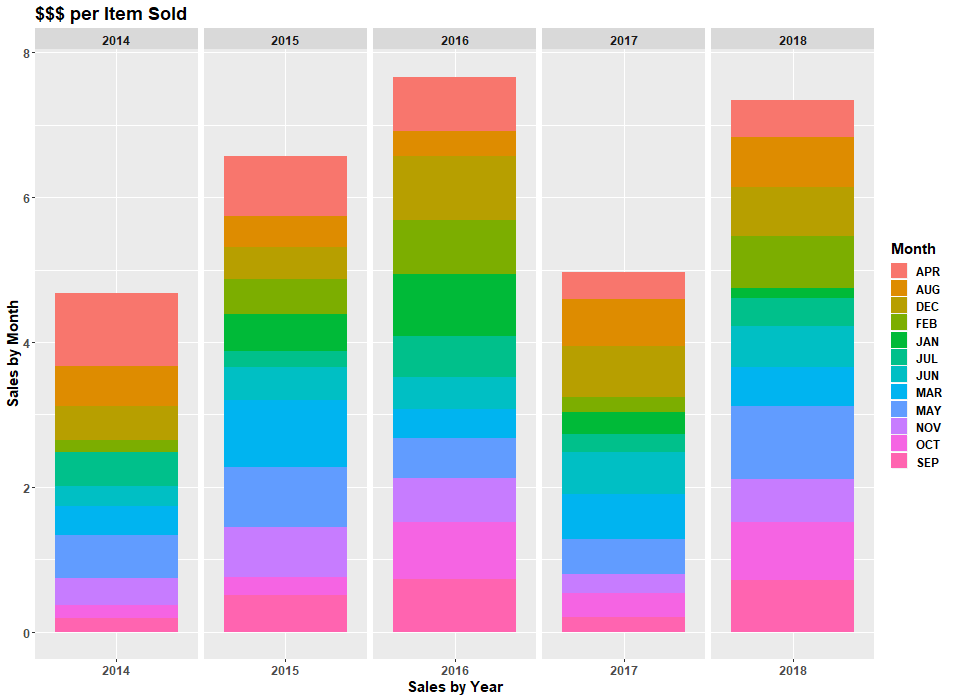 $$$ per Item Sold
2014 2015 2016 2017 2018
8
6
4
2
0
Sales by Month
2014 2015 2016 2017 2018
Sales by Year
Month
APR
AUG
DEC
FEB
JAN
JUL
JUN
MAR
MAY
NOV
OCT
SEP